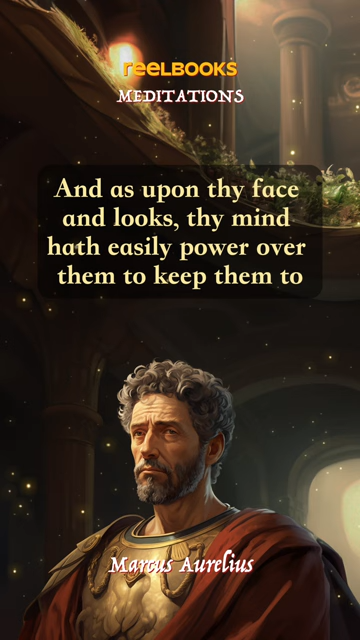 reelbooks
MEDITATIONS
And as upon thy face
and looks, thy mind
hath easily power over
them to keep them to
Marcus Aurelius